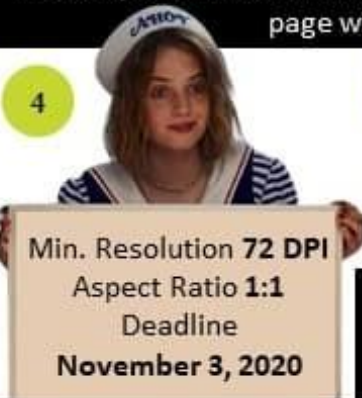 AHOY
page w
4
Min. Resolution 72 DPI
Aspect Ratio 1:1
Deadline
November 3, 2020